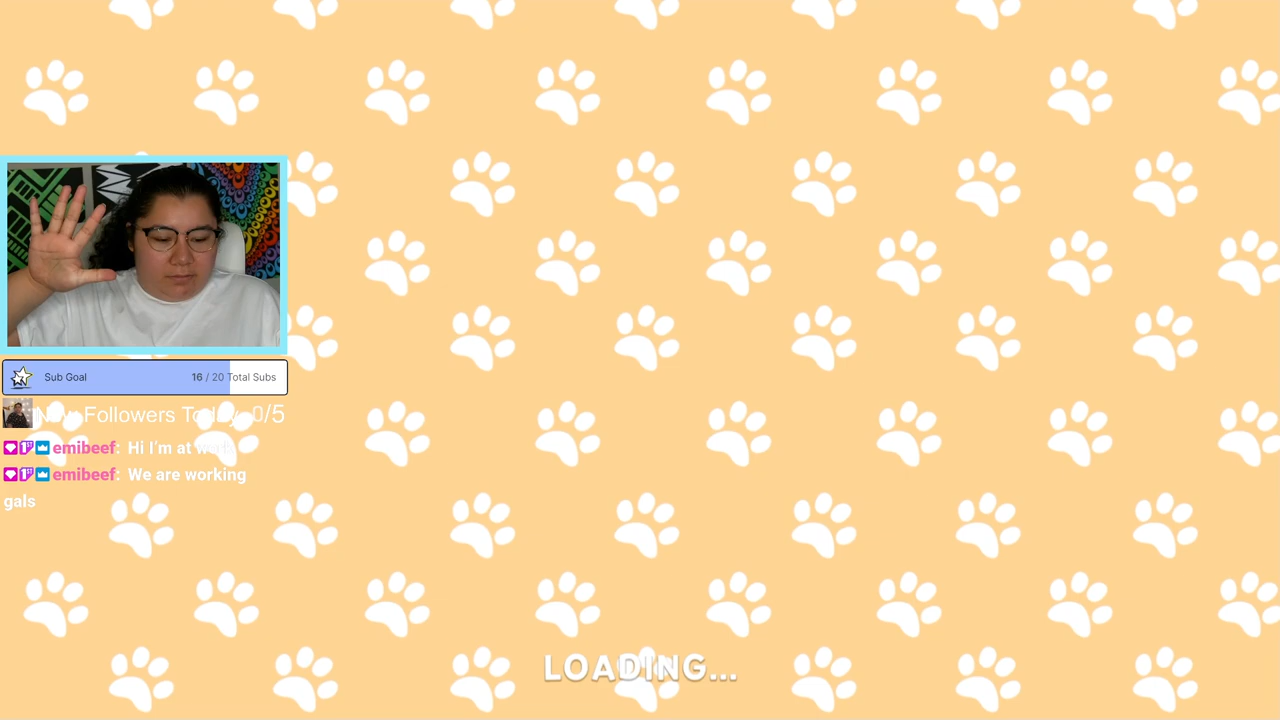 Sub Goal 16 / 20 Total Subs
New Followers Today 0/5
emibeef: Hi I'm at work
emibeef: We are working
gals
LOADING...